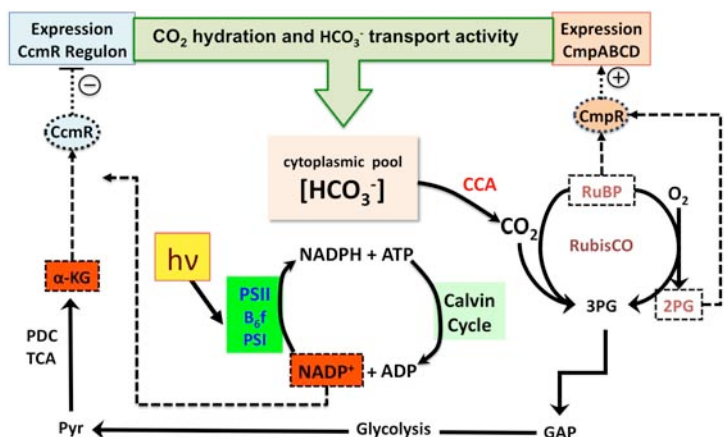 Expression
CcmR Regulon
CO2 hydration and HCO3- transport activity
Expression
CmpABCD
−
+
CcmR
CmpR
cytoplasmic pool
[HCO3-]
CCA
RuBP
O2
CO2
RubisCO
hν
NADPH + ATP
α-KG
PSII
B6f
PSI
Calvin
Cycle
3PG
2PG
PDC
TCA
NADP+ + ADP
Pyr
Glycolysis
GAP